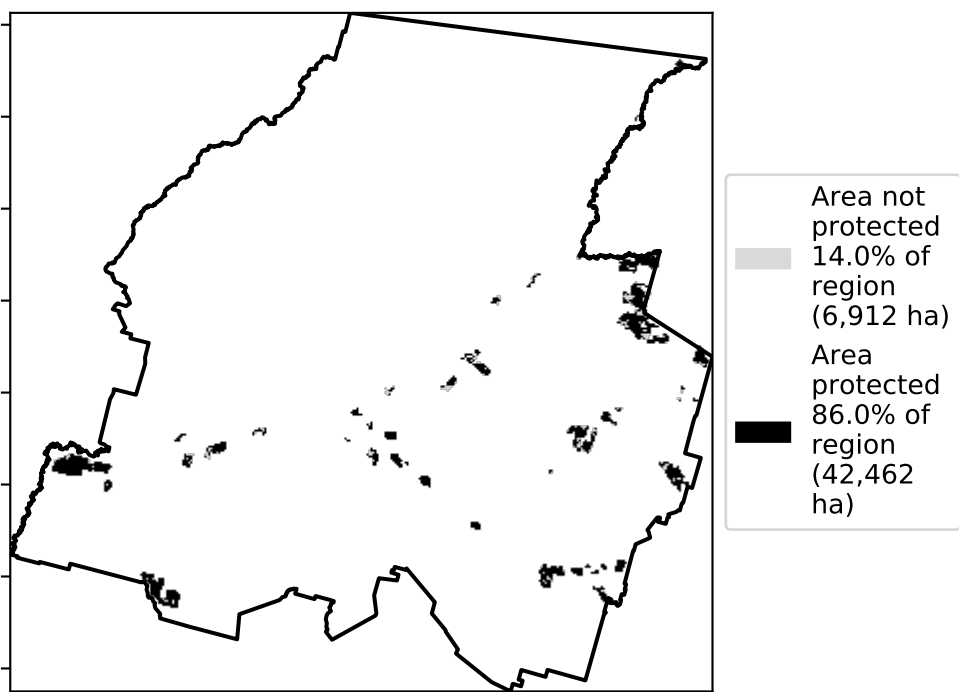 Area not
protected
14.0% of
region
(6,912 ha)
Area
protected
86.0% of
region
(42,462
ha)